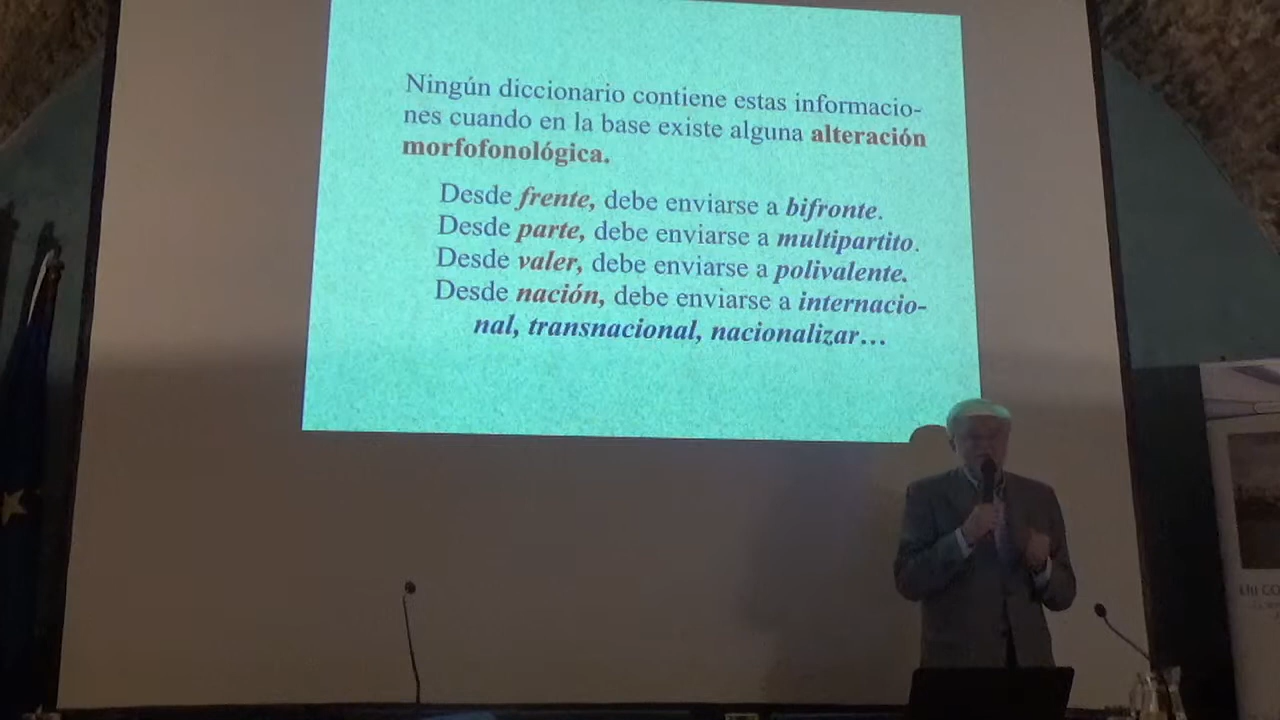 Ningún diccionario contiene estas informacio-
nes cuando en la base existe alguna alteración
morfofonológica.
Desde frente, debe enviarse a bifronte.
Desde parte, debe enviarse a multipartito.
Desde valer, debe enviarse a polivalente.
Desde nación, debe enviarse a internacio-
nal, transnacional, nacionalizar…